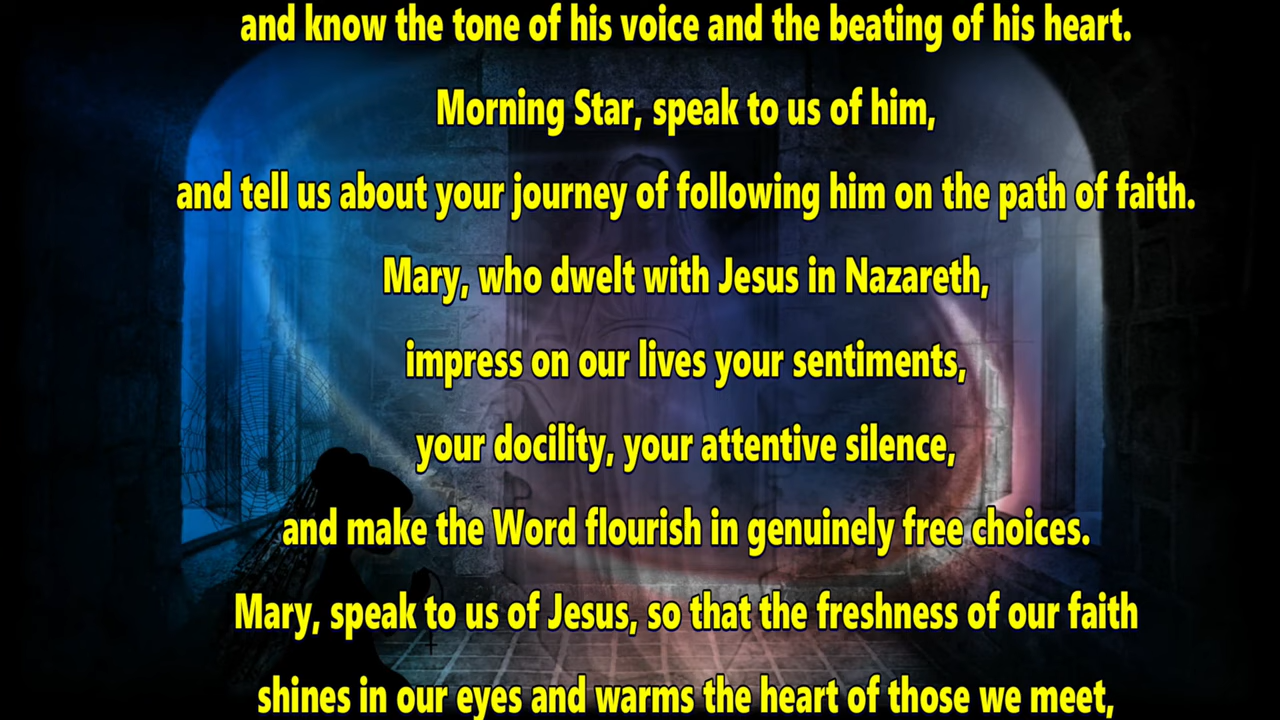 and know the tone of his voice and the beating of his heart.
Morning Star, speak to us of him,
and tell us about your journey of following him on the path of faith.
Mary, who dwelt with Jesus in Nazareth,
impress on our lives your sentiments,
your docility, your attentive silence,
and make the Word flourish in genuinely free choices.
Mary, speak to us of Jesus, so that the freshness of our faith
shines in our eyes and warms the heart of those we meet,